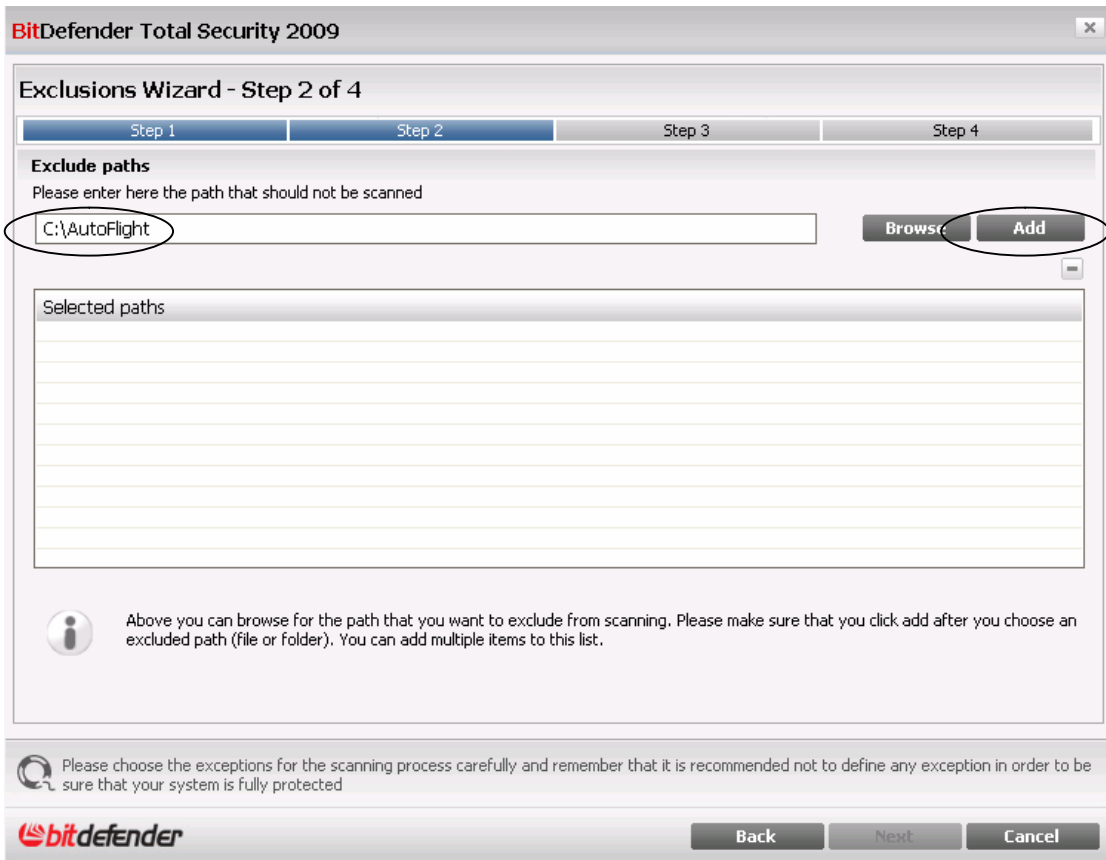 BitDefender Total Security 2009
Exclusions Wizard - Step 2 of 4
Step 1 Step 2 Step 3 Step 4
Exclude paths
Please enter here the path that should not be scanned
C:\AutoFlight Browse Add
Selected paths
Above you can browse for the path that you want to exclude from scanning. Please make sure that you click add after you choose an
excluded path (file or folder). You can add multiple items to this list.
Please choose the exceptions for the scanning process carefully and remember that it is recommended not to define any exception in order to be
sure that your system is fully protected
bitdefender Back Next Cancel